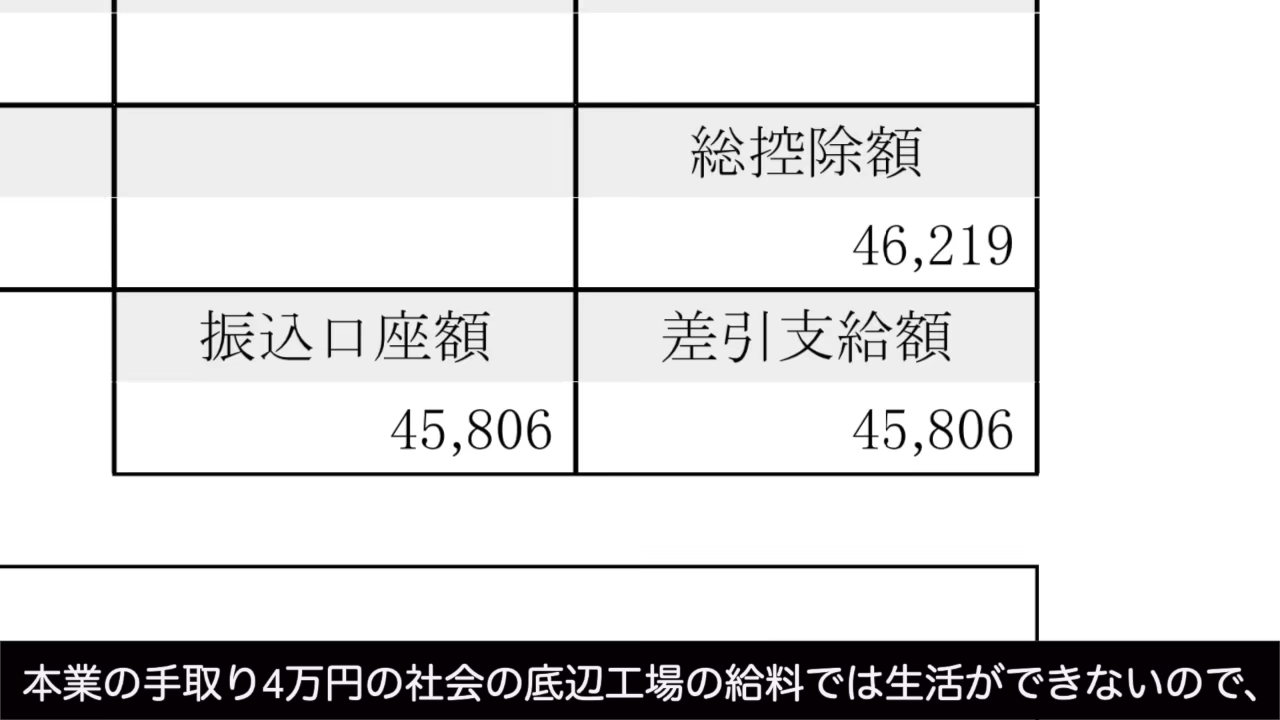 総控除額
46,219
振込口座額 差引支給額
45,806 45,806
本業の手取り4万円の社会の底辺工場の給料では生活ができないので、